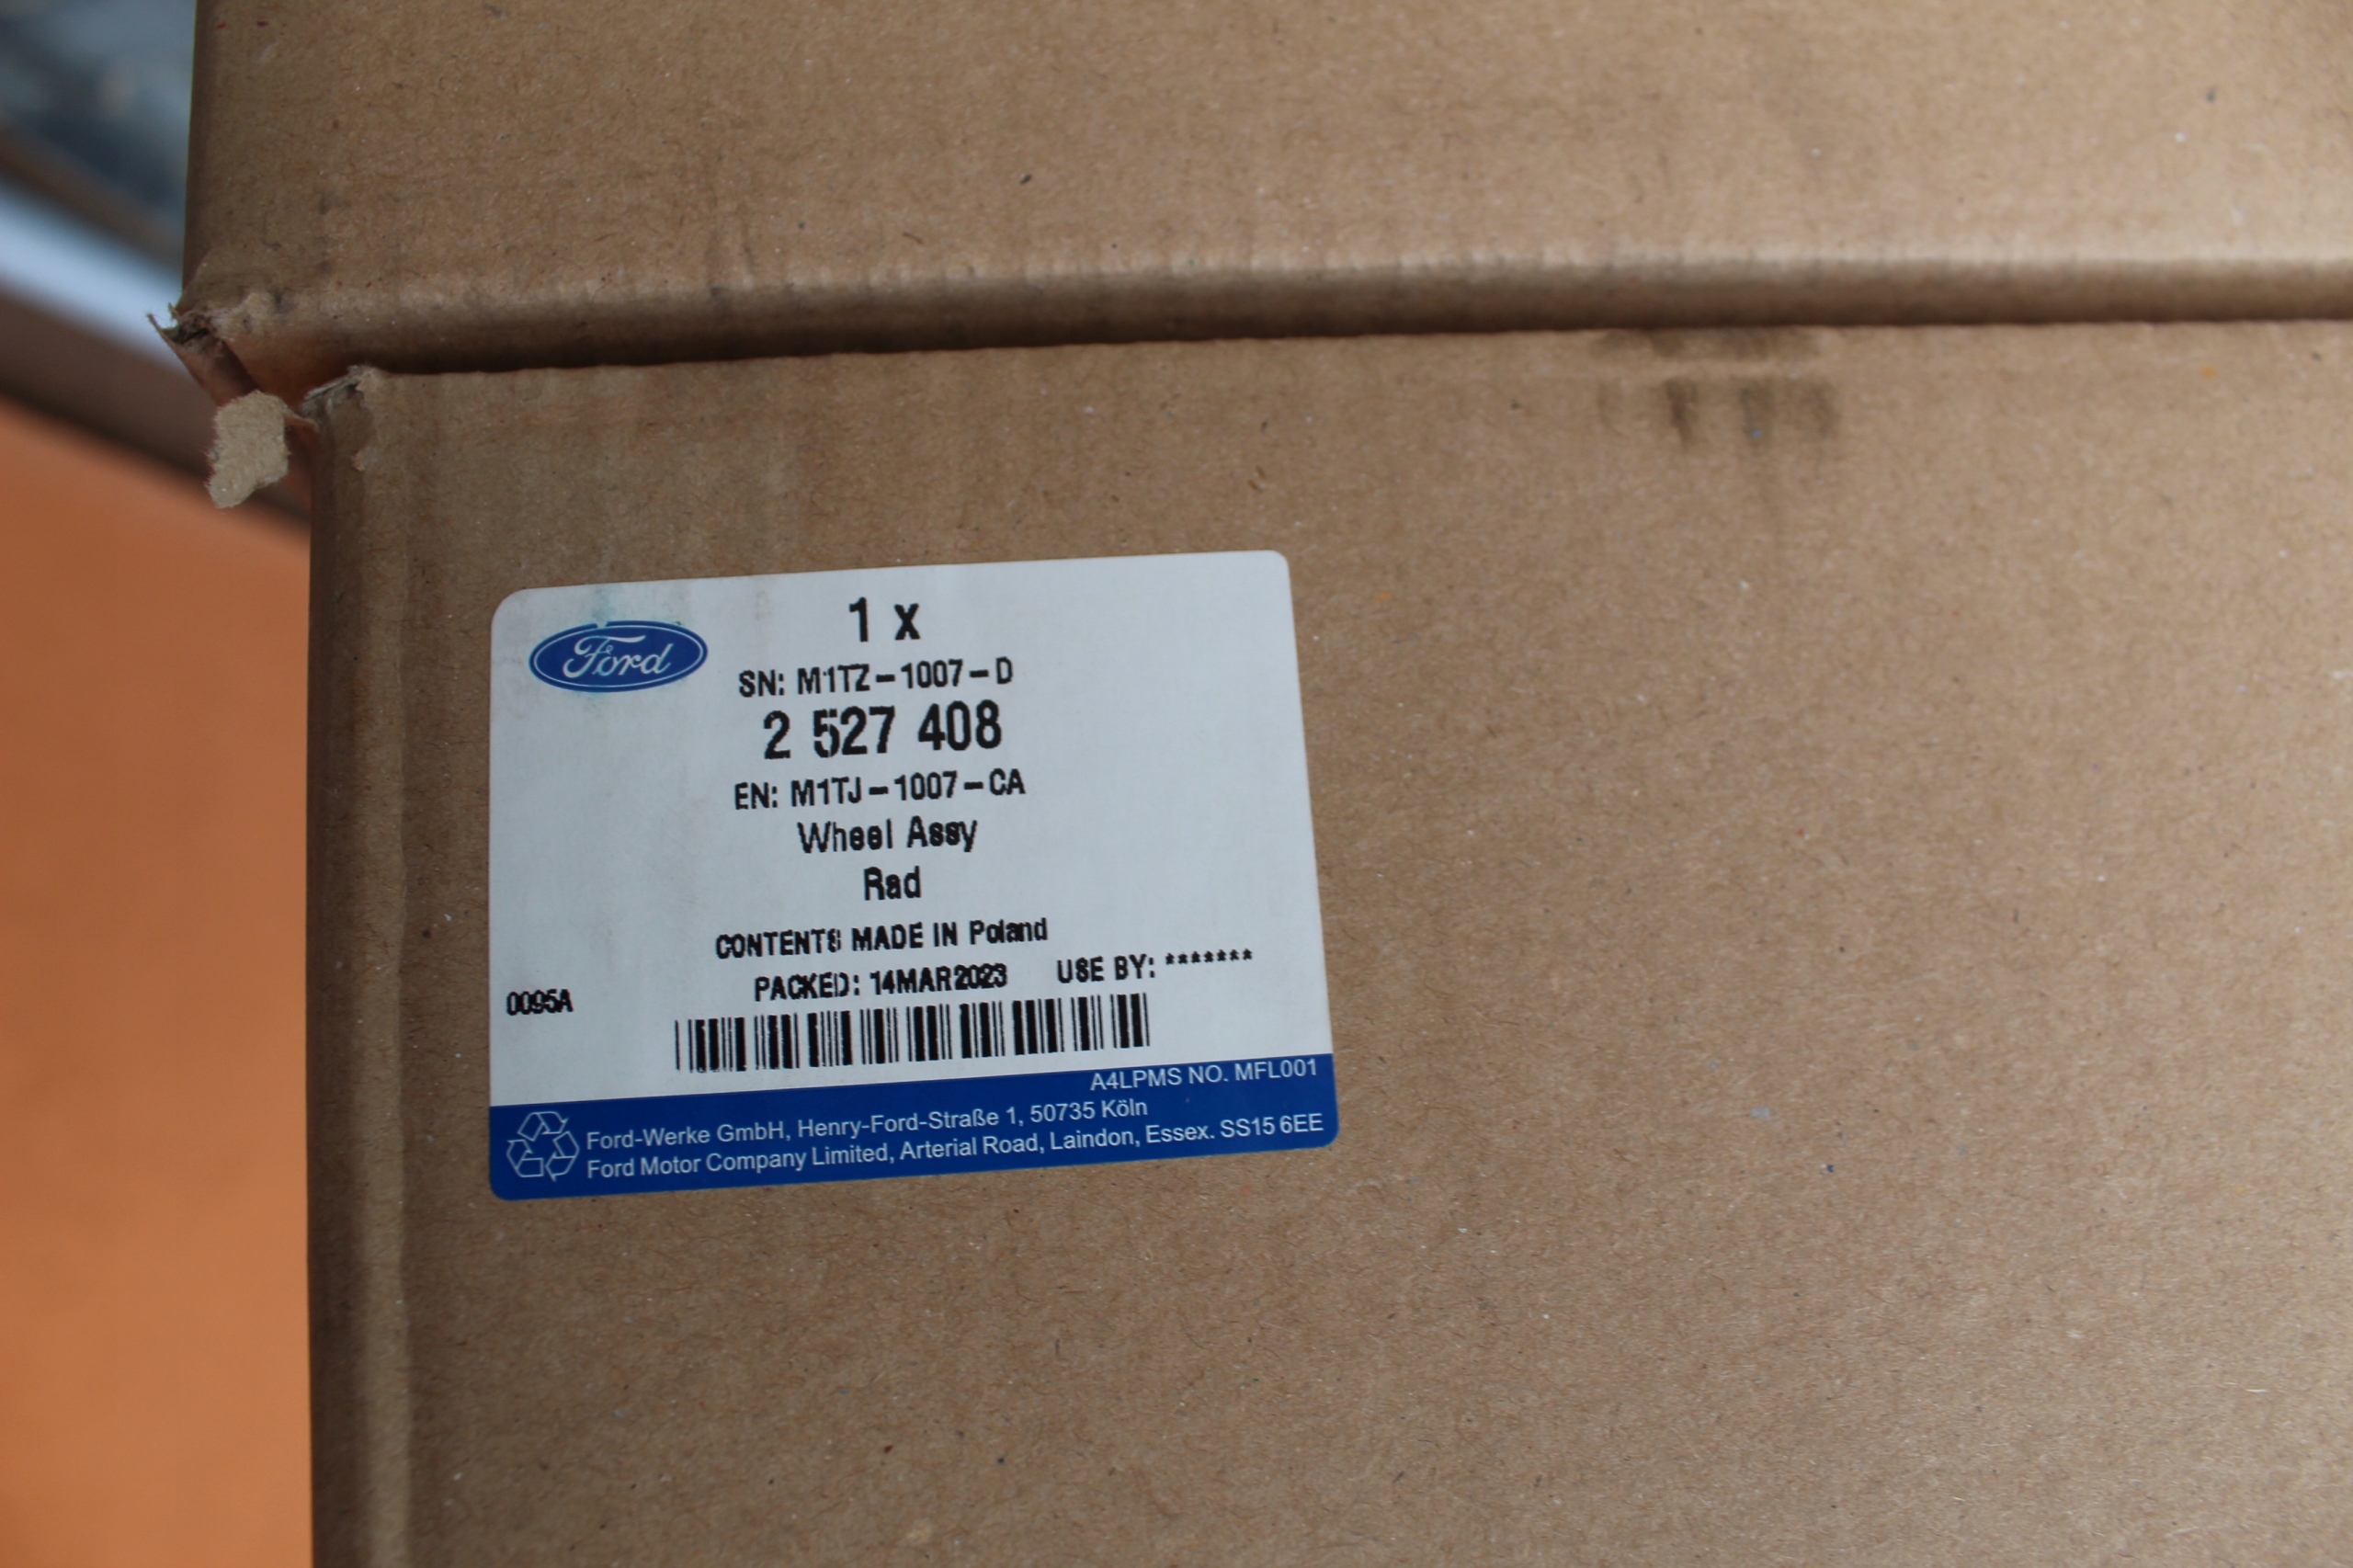 Ford
1 x
SN: M1TZ-1007-D
2 527 408
EN: M1TJ-1007-CA
Wheel Assy
Rad
CONTENTS MADE IN Poland
PACKED: 14MAR2023 USE BY: *******
0095A
A4LPMS NO. MFL001
Ford-Werke GmbH, Henry-Ford-Straße 1, 50735 Köln
Ford Motor Company Limited, Arterial Road, Laindon, Essex. SS15 6EE